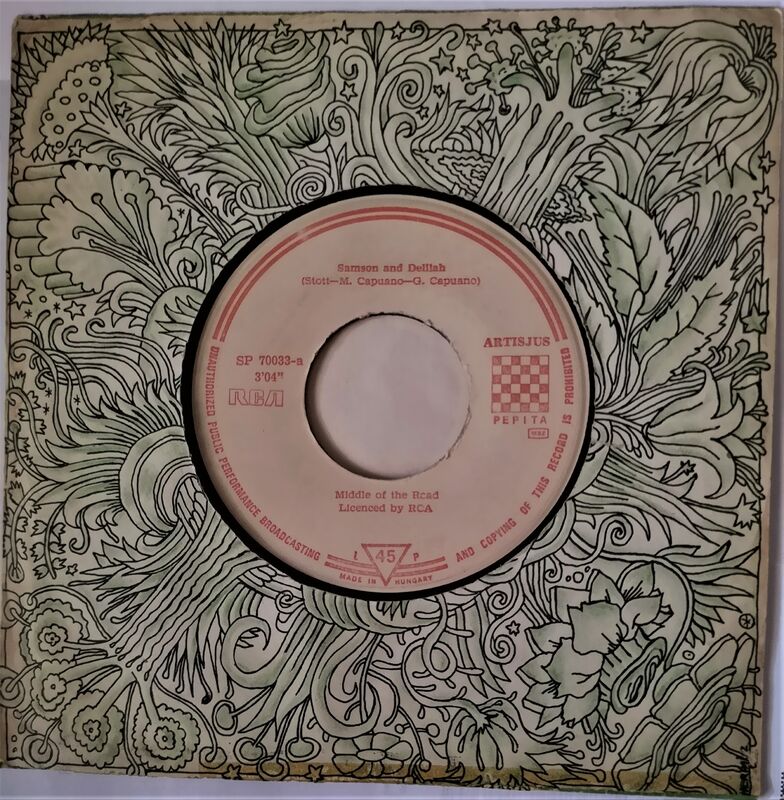 Samson and Delilah
(Stott—M. Capuano—G. Capuano)
SP 70033-a
3'04"
RCA
ARTISJUS
PEPITA
Middle of the Road
Licenced by RCA
UNAUTHORIZED PUBLIC PERFORMANCE BROADCASTING AND COPYING OF THIS RECORD IS PROHIBITED
L 45 P
MADE IN HUNGARY